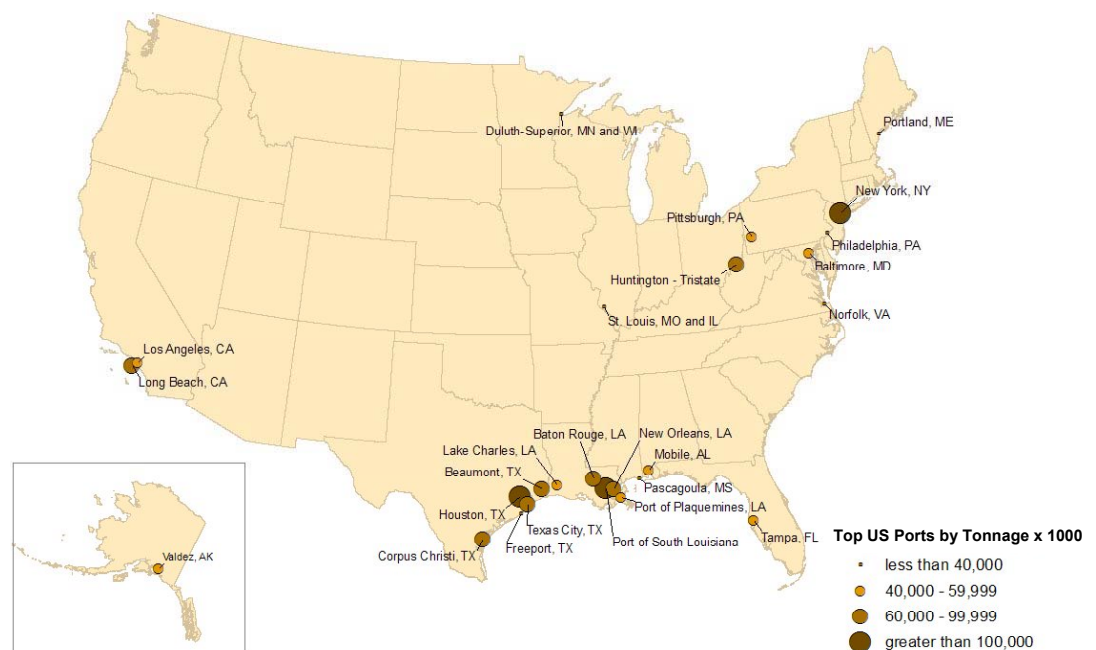 Duluth-Superior, MN and WI
Portland, ME
New York, NY
Pittsburgh, PA
Philadelphia, PA
Baltimore, MD
Huntington - Tristate
St. Louis, MO and IL
Norfolk, VA
Los Angeles, CA
Long Beach, CA
Baton Rouge, LA
New Orleans, LA
Lake Charles, LA
Mobile, AL
Beaumont, TX
Pascagoula, MS
Port of Plaquemines, LA
Houston, TX
Texas City, TX
Port of South Louisiana
Freeport, TX
Corpus Christi, TX
Tampa, FL
Valdez, AK
Top US Ports by Tonnage x 1000
less than 40,000
40,000 - 59,999
60,000 - 99,999
greater than 100,000